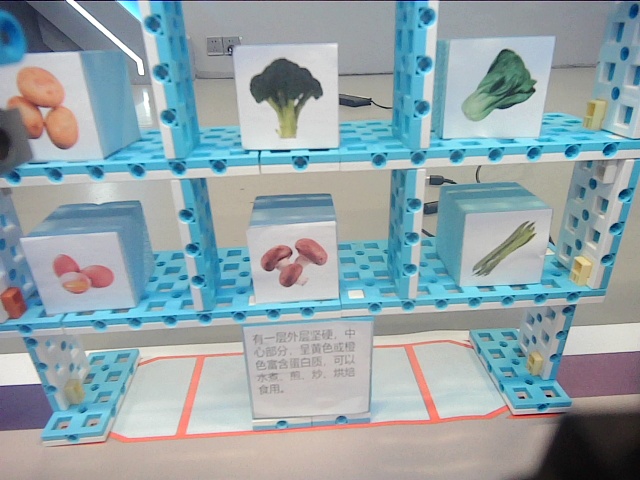 有一层外层坚硬，中
心部分，呈黄色或橙
色富含蛋白质，可以
水煮、煎、炒、烘焙
食用。